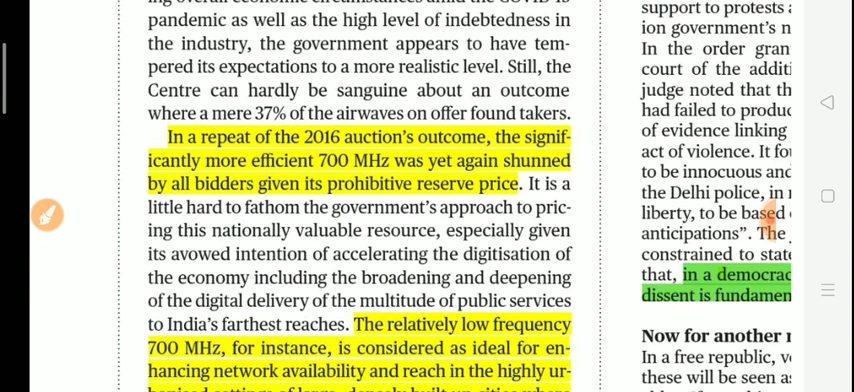 ing overall economic circumstances amid the COVID-19
pandemic as well as the high level of indebtedness in
the industry, the government appears to have tem-
pered its expectations to a more realistic level. Still, the
Centre can hardly be sanguine about an outcome
where a mere 37% of the airwaves on offer found takers.
In a repeat of the 2016 auction's outcome, the signif-
icantly more efficient 700 MHz was yet again shunned
by all bidders given its prohibitive reserve price. It is a
little hard to fathom the government's approach to pric-
ing this nationally valuable resource, especially given
its avowed intention of accelerating the digitisation of
the economy including the broadening and deepening
of the digital delivery of the multitude of public services
to India's farthest reaches. The relatively low frequency
700 MHz, for instance, is considered as ideal for en-
hancing network availability and reach in the highly ur-
support to protests
ion government's n
In the order gran
court of the additi
judge noted that th
had failed to produc
of evidence linking
act of violence. It fo
to be innocuous and
the Delhi police, in
liberty, to be based
anticipations". The
constrained to stat
that, in a democrac
dissent is fundamen
Now for another
In a free republic, v
these will be seen as